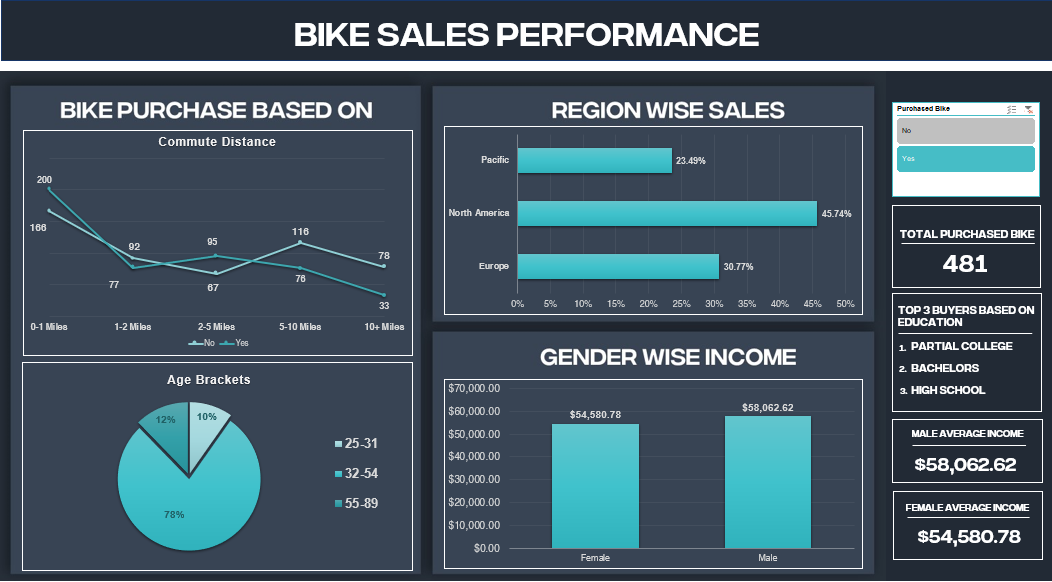 BIKE SALES PERFORMANCE
BIKE PURCHASE BASED ON
Commute Distance
200
166
92
77
95
67
116
76
78
33
0-1 Miles
1-2 Miles
2-5 Miles
5-10 Miles
10+ Miles
No
Yes
Age Brackets
12%
10%
78%
25-31
32-54
55-89
REGION WISE SALES
Pacific
23.49%
North America
45.74%
Europe
30.77%
0%
5%
10%
15%
20%
25%
30%
35%
40%
45%
50%
GENDER WISE INCOME
$70,000.00
$60,000.00
$50,000.00
$40,000.00
$30,000.00
$20,000.00
$10,000.00
$0.00
$54,580.78
$58,062.62
Female
Male
Purchased Bike
No
Yes
TOTAL PURCHASED BIKE
481
TOP 3 BUYERS BASED ON
EDUCATION
1. PARTIAL COLLEGE
2. BACHELORS
3. HIGH SCHOOL
MALE AVERAGE INCOME
$58,062.62
FEMALE AVERAGE INCOME
$54,580.78